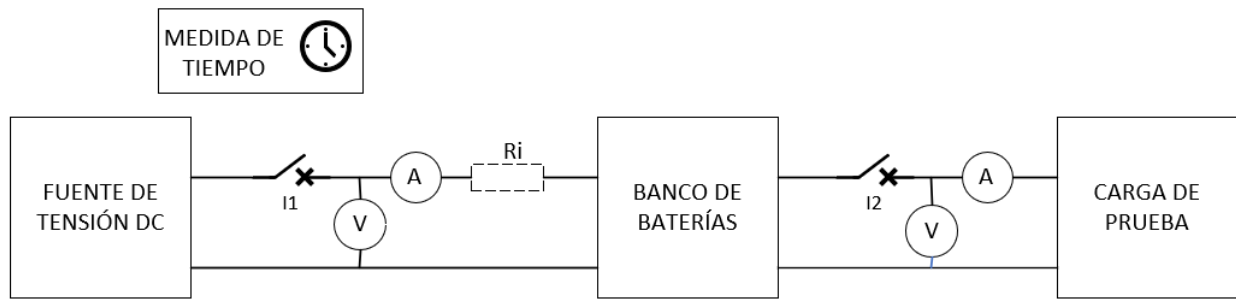 MEDIDA DE
TIEMPO
FUENTE DE
TENSIÓN DC
I1
V
A
Ri
BANCO DE
BATERÍAS
I2
V
A
CARGA DE
PRUEBA